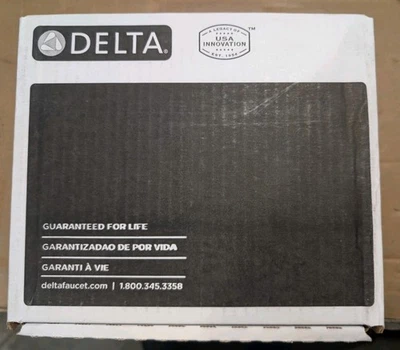 DELTA®
A LEGACY OF
USA
INNOVATION
EST. 1954
™
GUARANTEED FOR LIFE
GARANTIZADAO DE POR VIDA
GARANTI À VIE
deltafaucet.com | 1.800.345.3358